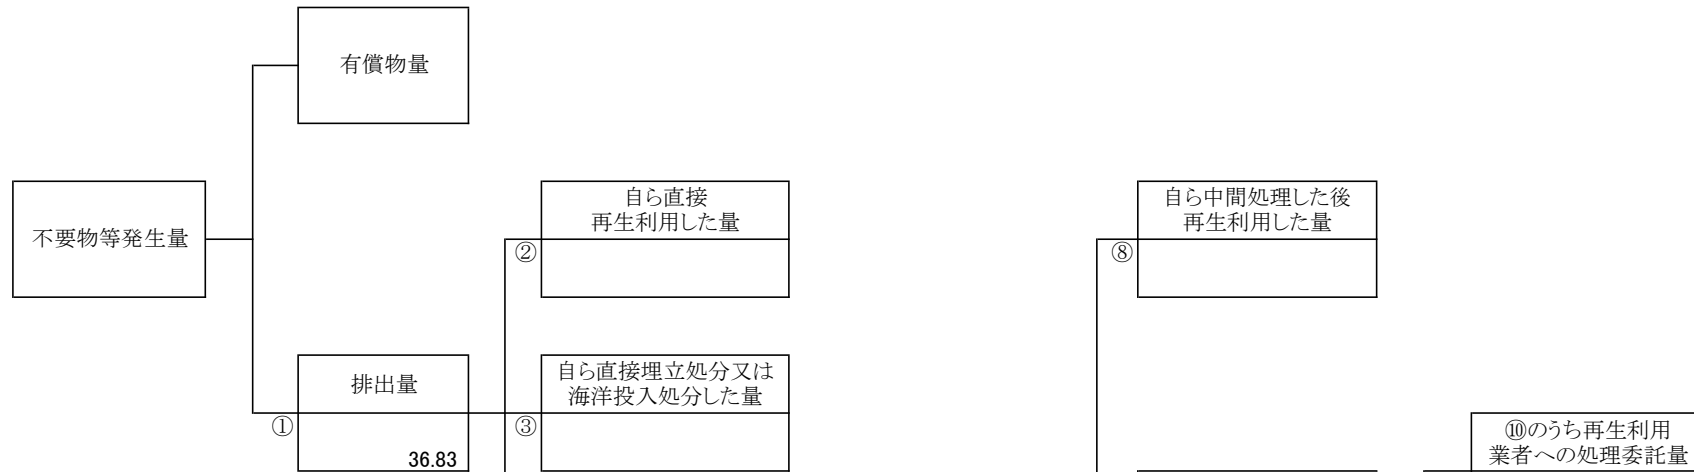 有償物量
不要物等発生量
自ら直接
再生利用した量
②
自ら中間処理した後
再生利用した量
⑧
排出量
①
36.83
自ら直接埋立処分又は
海洋投入処分した量
③
⑩のうち再生利用
業者への処理委託量